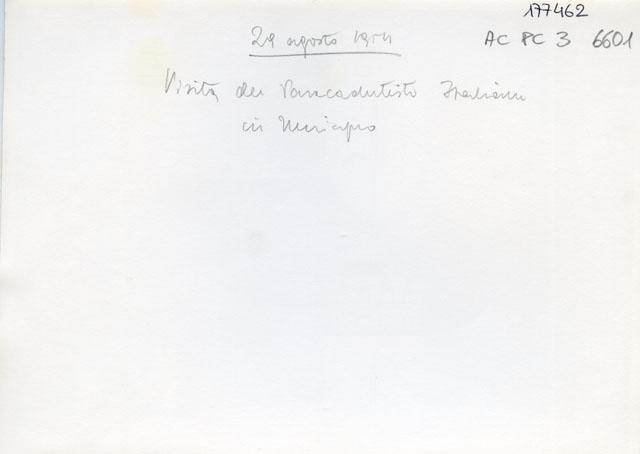 177462
29 agosto 1954
AC PC 3 6601
Visita dei Paracadutisti Italiani
in Municipio